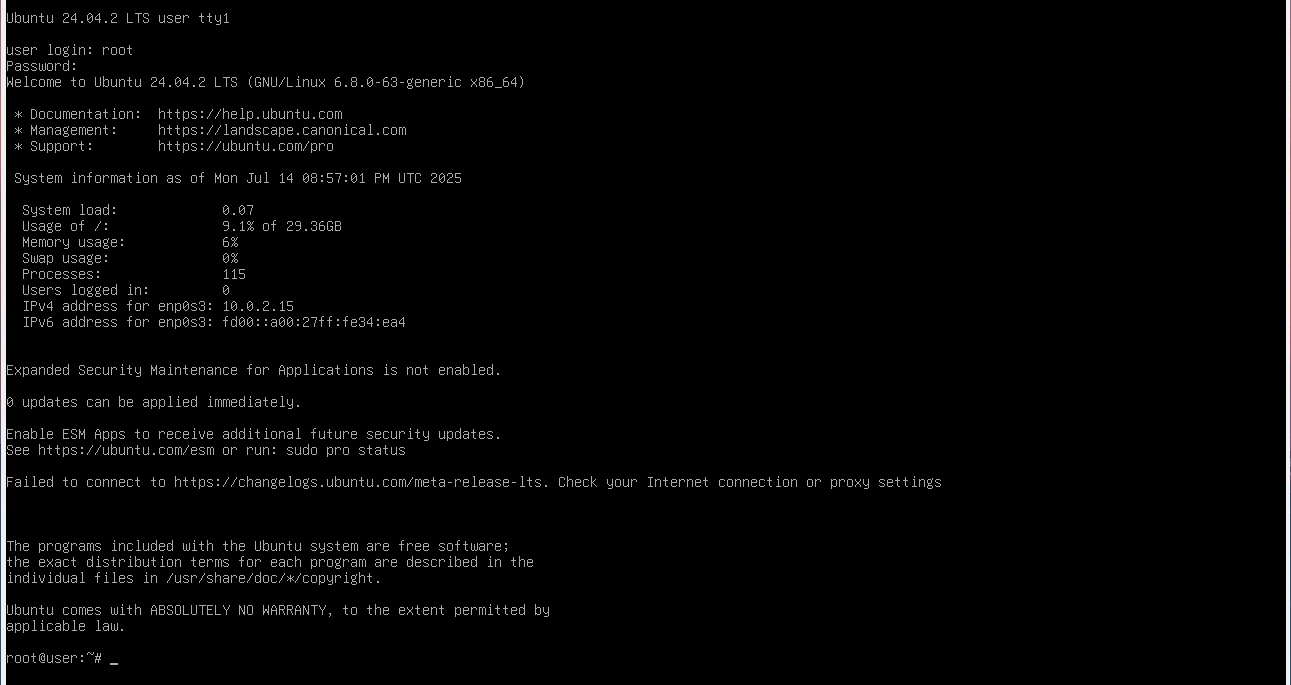 Ubuntu 24.04.2 LTS user tty1
user login: root
Password:
Welcome to Ubuntu 24.04.2 LTS (GNU/Linux 6.8.0-63-generic x86_64)
* Documentation:  https://help.ubuntu.com
* Management:     https://landscape.canonical.com
* Support:        https://ubuntu.com/pro
System information as of Mon Jul 14 08:57:01 PM UTC 2025
System load:             0.07
Usage of /:              9.1% of 29.36GB
Memory usage:            6%
Swap usage:              0%
Processes:               115
Users logged in:         0
IPv4 address for enp0s3: 10.0.2.15
IPv6 address for enp0s3: fd00::a00:27ff:fe34:ea4
Expanded Security Maintenance for Applications is not enabled.
0 updates can be applied immediately.
Enable ESM Apps to receive additional future security updates.
See https://ubuntu.com/esm or run: sudo pro status
Failed to connect to https://changelogs.ubuntu.com/meta-release-lts. Check your Internet connection or proxy settings
The programs included with the Ubuntu system are free software;
the exact distribution terms for each program are described in the
individual files in /usr/share/doc/*/copyright.
Ubuntu comes with ABSOLUTELY NO WARRANTY, to the extent permitted by
applicable law.
root@user:~# _